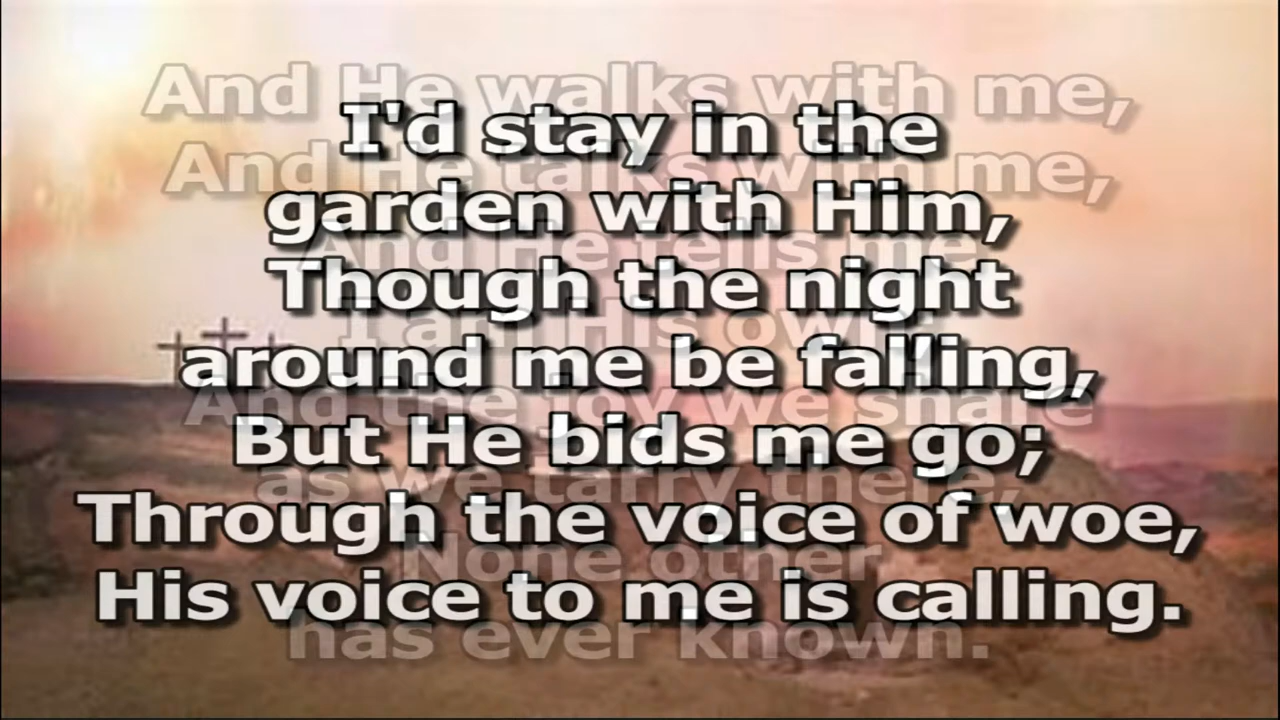 I'd stay in the
garden with Him,
Though the night
around me be falling,
But He bids me go;
Through the voice of woe,
His voice to me is calling.
And He walks with me,
And He talks with me,
And He tells me
I am His own;
And the joy we share
as we tarry there,
None other
has ever known.